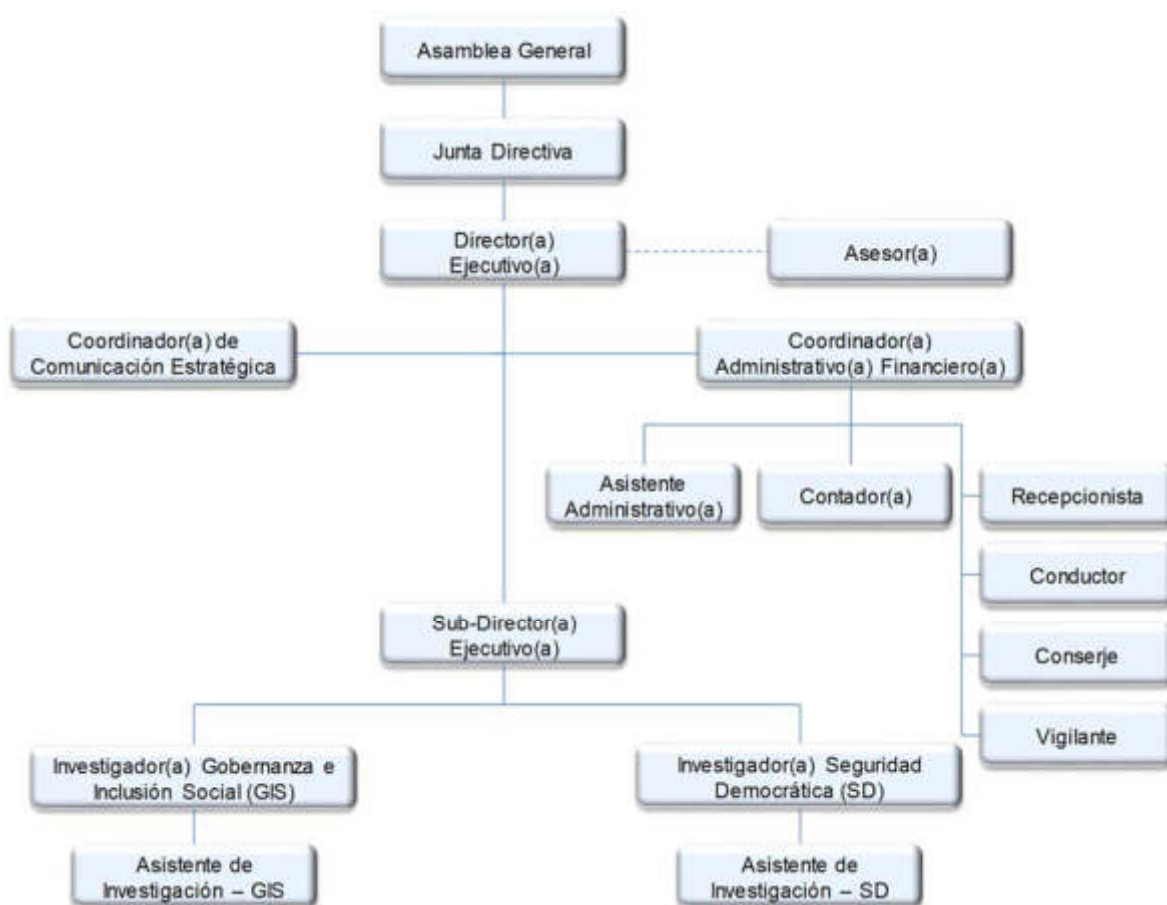 Asamblea General
Junta Directiva
Director(a)
Ejecutivo(a)
Asesor(a)
Coordinador(a) de
Comunicación Estratégica
Coordinador(a)
Administrativo(a) Financiero(a)
Asistente
Administrativo(a)
Contador(a)
Recepcionista
Conductor
Conserje
Vigilante
Sub-Director(a)
Ejecutivo(a)
Investigador(a) Gobernanza e
Inclusión Social (GIS)
Investigador(a) Seguridad
Democrática (SD)
Asistente de
Investigación – GIS
Asistente de
Investigación – SD